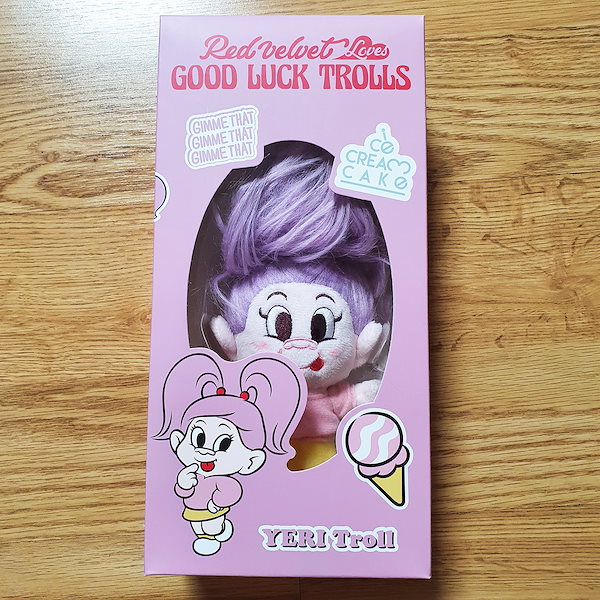 Red Velvet Loves
GOOD LUCK TROLLS
GIMME THAT
GIMME THAT
GIMME THAT
ice
CREAM
CAKE
YERI Troll